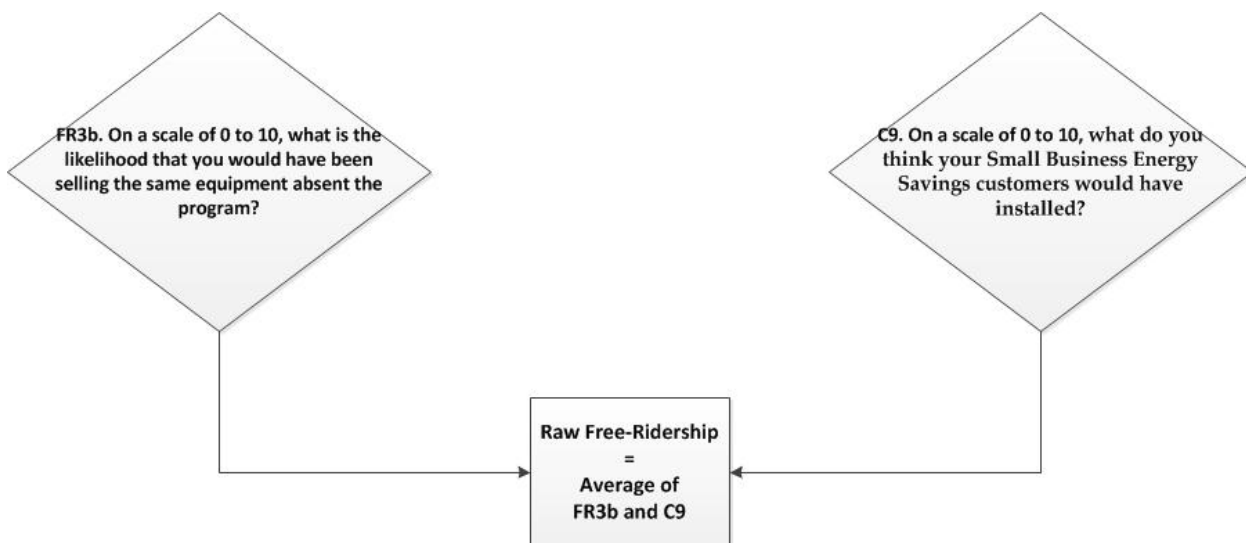 FR3b. On a scale of 0 to 10, what is the
likelihood that you would have been
selling the same equipment absent the
program?
C9. On a scale of 0 to 10, what do you
think your Small Business Energy
Savings customers would have
installed?
Raw Free-Ridership
=
Average of
FR3b and C9